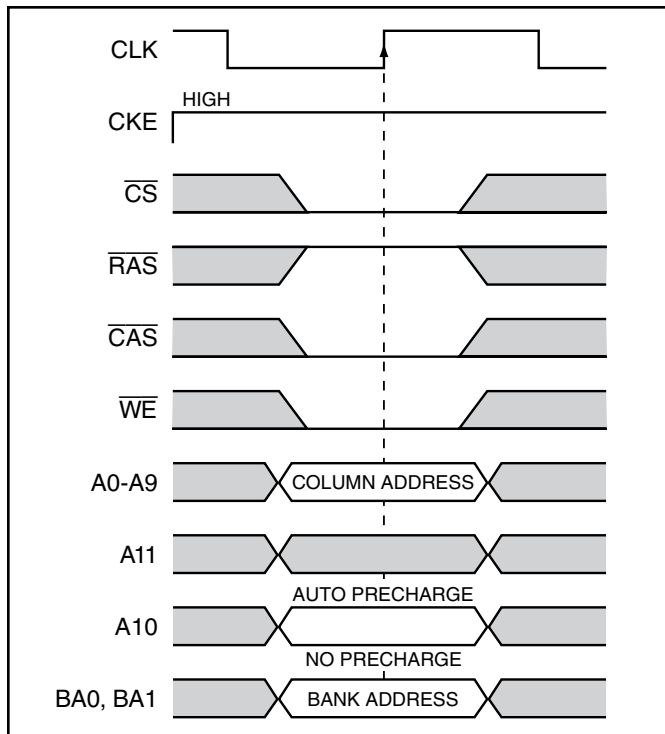 CLK
HIGH
CKE
CS
RAS
CAS
WE
A0-A9 COLUMN ADDRESS
A11
AUTO PRECHARGE
A10
NO PRECHARGE
BA0, BA1 BANK ADDRESS